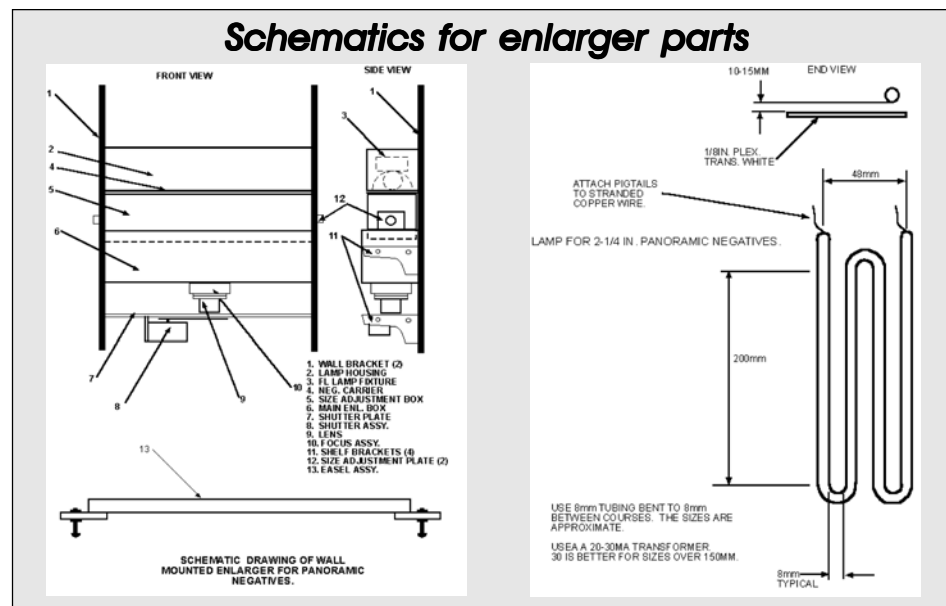 Schematics for enlarger parts
FRONT VIEW
SIDE VIEW
1
2
4
5
6
7
8
9
10
1
3
12
11
1. WALL BRACKET (2)
2. LAMP HOUSING
3. FL LAMP FIXTURE
4. NEG. CARRIER
5. SIZE ADJUSTMENT BOX
6. MAIN ENL. BOX
7. SHUTTER PLATE
8. SHUTTER ASSY.
9. LENS
10. FOCUS ASSY.
11. SHELF BRACKETS (4)
12. SIZE ADJUSTMENT PLATE (2)
13. EASEL ASSY.
13
SCHEMATIC DRAWING OF WALL
MOUNTED ENLARGER FOR PANORAMIC
NEGATIVES.
10-15MM
END VIEW
1/8IN. PLEX.
TRANS. WHITE
48mm
ATTACH PIGTAILS
TO STRANDED
COPPER WIRE.
LAMP FOR 2-1/4 IN. PANORAMIC NEGATIVES.
200mm
USE 8mm TUBING BENT TO 8mm
BETWEEN COURSES. THE SIZES ARE
APPROXIMATE.
USEA A 20-30MA TRANSFORMER.
30 IS BETTER FOR SIZES OVER 150MM.
8mm
TYPICAL